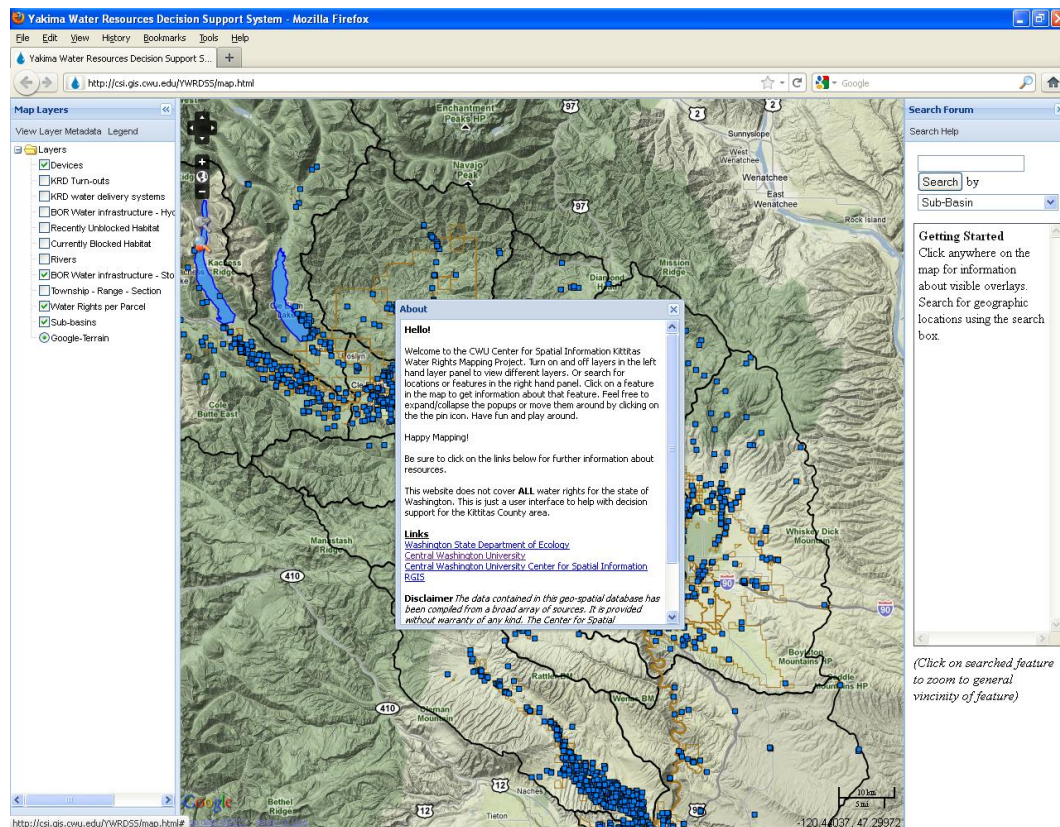 Yakima Water Resources Decision Support System - Mozilla Firefox
File Edit View History Bookmarks Tools Help
Yakima Water Resources Decision Support S...
http://csi.gis.cwu.edu/YWRDSS/map.html
Google
Map Layers
View Layer Metadata Legend
Layers
Devices
KRD Turn-outs
KRD water delivery systems
BOR Water infrastructure - Hyd
Recently Unblocked Habitat
Currently Blocked Habitat
Rivers
BOR Water infrastructure - Sto
Township - Range - Section
Water Rights per Parcel
Sub-basins
Google-Terrain
Enchantment
Peaks HP
97
2
2
Sunnyslope
West
Wenatchee
Wenatchee
East
Wenatchee
Navajo
Peak
97
Rock Island
Kachess
Ridge
Mission
Ridge
Diamond
Head
Lake
Roslyn
Cle
Cole
Butte East
Whiskey Dick
Mountain
Manastash
Ridge
410
90
90
Boylston
Mountains HP
Saddle
Mountains HP
Rattler BM
Wenas BM
410
Cleman
Mountain
12
Naches
12
Tieton
Bethel
Ridge
Google
10 km
5 mi
-120.44037, 47.29972
About
Hello!
Welcome to the CWU Center for Spatial Information Kittitas
Water Rights Mapping Project. Turn on and off layers in the left
hand layer panel to view different layers. Or search for
locations or features in the right hand panel. Click on a feature
in the map to get information about that feature. Feel free to
expand/collapse the popups or move them around by clicking on
the the pin icon. Have fun and play around.
Happy Mapping!
Be sure to click on the links below for further information about
resources.
This website does not cover ALL water rights for the state of
Washington. This is just a user interface to help with decision
support for the Kittitas County area.
Links
Washington State Department of Ecology
Central Washington University
Central Washington University Center for Spatial Information
RGIS
Disclaimer The data contained in this geo-spatial database has
been compiled from a broad array of sources. It is provided
without warranty of any kind. The Center for Spatial
Search Forum
Search Help
Search by
Sub-Basin
Getting Started
Click anywhere on the
map for information
about visible overlays.
Search for geographic
locations using the search
box.
(Click on searched feature
to zoom to general
vincinity of feature)
http://csi.gis.cwu.edu/YWRDSS/map.html#